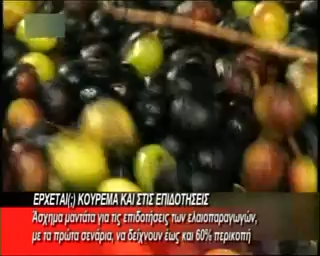 ΕΡΧΕΤΑΙ(;) ΚΟΥΡΕΜΑ ΚΑΙ ΣΤΙΣ ΕΠΙΔΟΤΗΣΕΙΣ
Άσχημα μαντάτα για τις επιδοτήσεις των ελαιοπαραγωγών,
με τα πρώτα σενάρια, να δείχνουν έως και 60% περικοπή